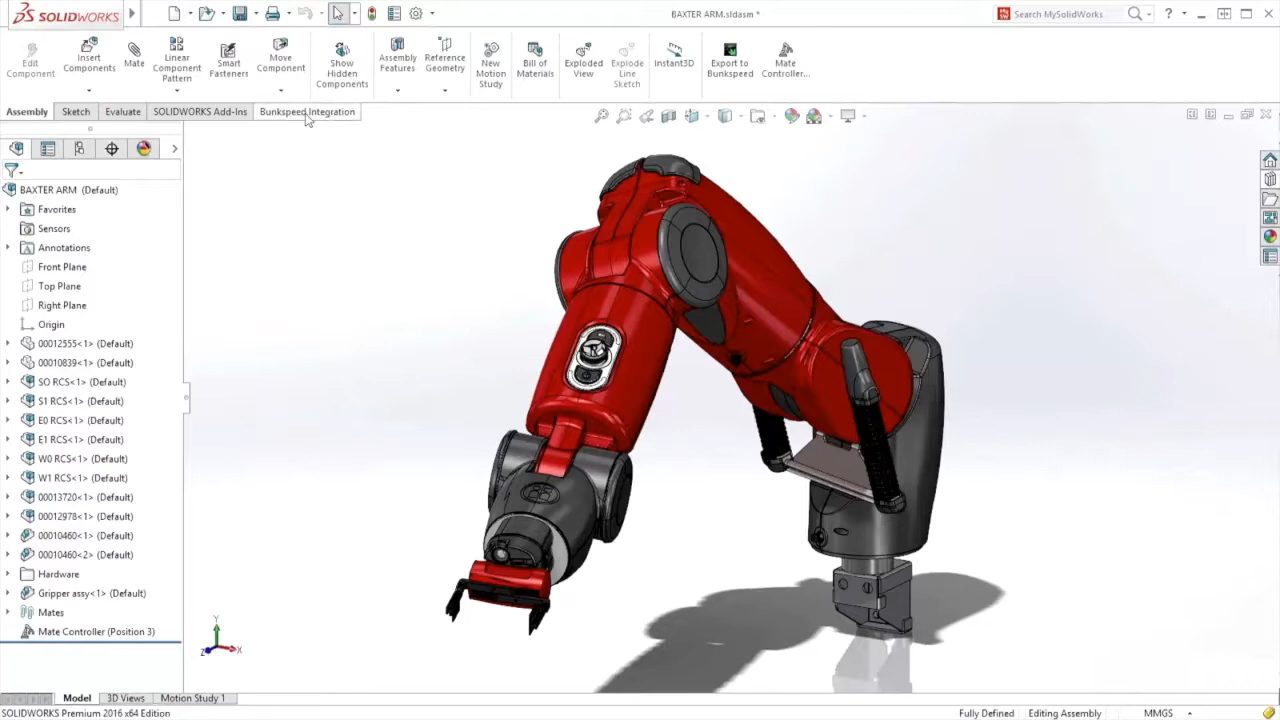 SOLIDWORKS
BAXTER ARM.sldasm *
Search MySolidWorks
?
Edit Component
Insert Components
Mate
Linear Component Pattern
Smart Fasteners
Move Component
Show Hidden Components
Assembly Features
Reference Geometry
New Motion Study
Bill of Materials
Exploded View
Explode Line Sketch
Instant3D
Export to Bunkspeed
Mate Controller...
Assembly
Sketch
Evaluate
SOLIDWORKS Add-Ins
Bunkspeed Integration
BAXTER ARM (Default)
Favorites
Sensors
Annotations
Front Plane
Top Plane
Right Plane
Origin
00012555<1> (Default)
00010839<1> (Default)
SO RCS<1> (Default)
S1 RCS<1> (Default)
E0 RCS<1> (Default)
E1 RCS<1> (Default)
W0 RCS<1> (Default)
W1 RCS<1> (Default)
00013720<1> (Default)
00012978<1> (Default)
00010460<1> (Default)
00010460<2> (Default)
Hardware
Gripper assy<1> (Default)
Mates
Mate Controller (Position 3)
Y
Z
X
Model
3D Views
Motion Study 1
SOLIDWORKS Premium 2016 x64 Edition
Fully Defined
Editing Assembly
MMGS